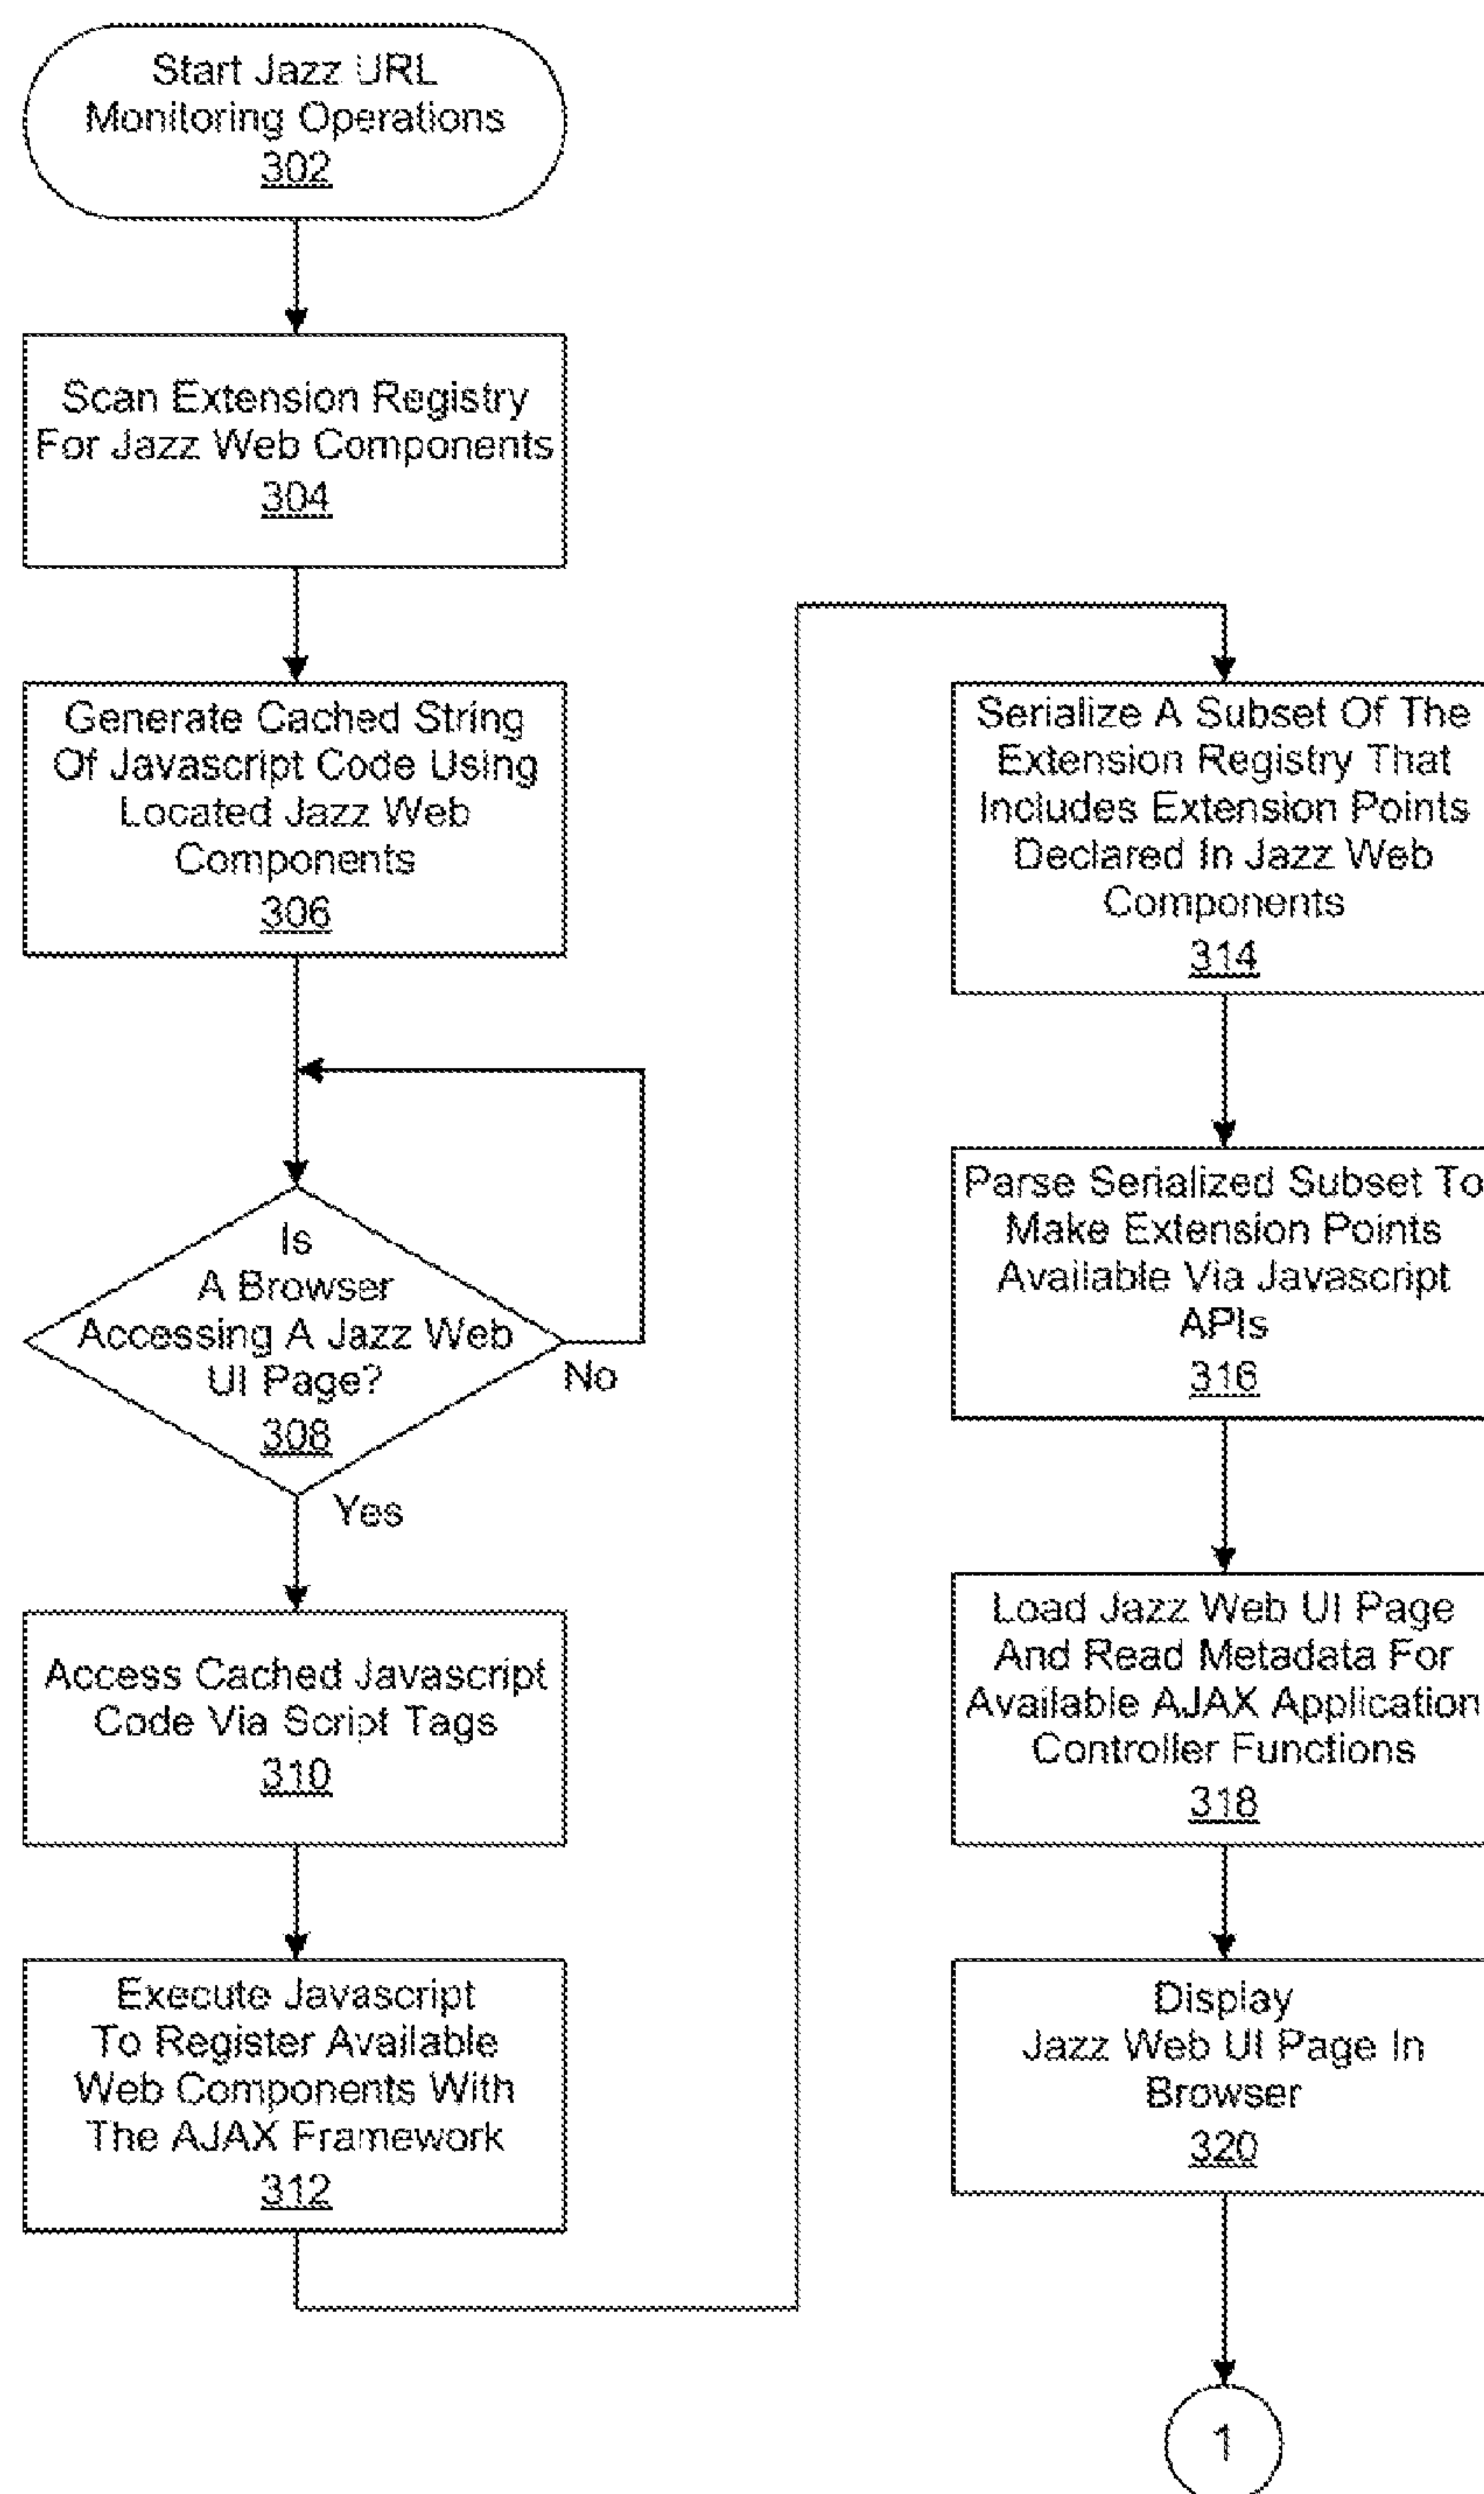 Start Jazz URL
Monitoring Operations
302
Scan Extension Registry
For Jazz Web Components
304
Generate Cached String
Of Javascript Code Using
Located Jazz Web
Components
306
Is
A Browser
Accessing A Jazz Web
UI Page?
308
No
Yes
Access Cached Javascript
Code Via Script Tags
310
Execute Javascript
To Register Available
Web Components With
The AJAX Framework
312
Serialize A Subset Of The
Extension Registry That
Includes Extension Points
Declared In Jazz Web
Components
314
Parse Serialized Subset To
Make Extension Points
Available Via Javascript
APIs
316
Load Jazz Web UI Page
And Read Metadata For
Available AJAX Application
Controller Functions
318
Display
Jazz Web UI Page In
Browser
320
1